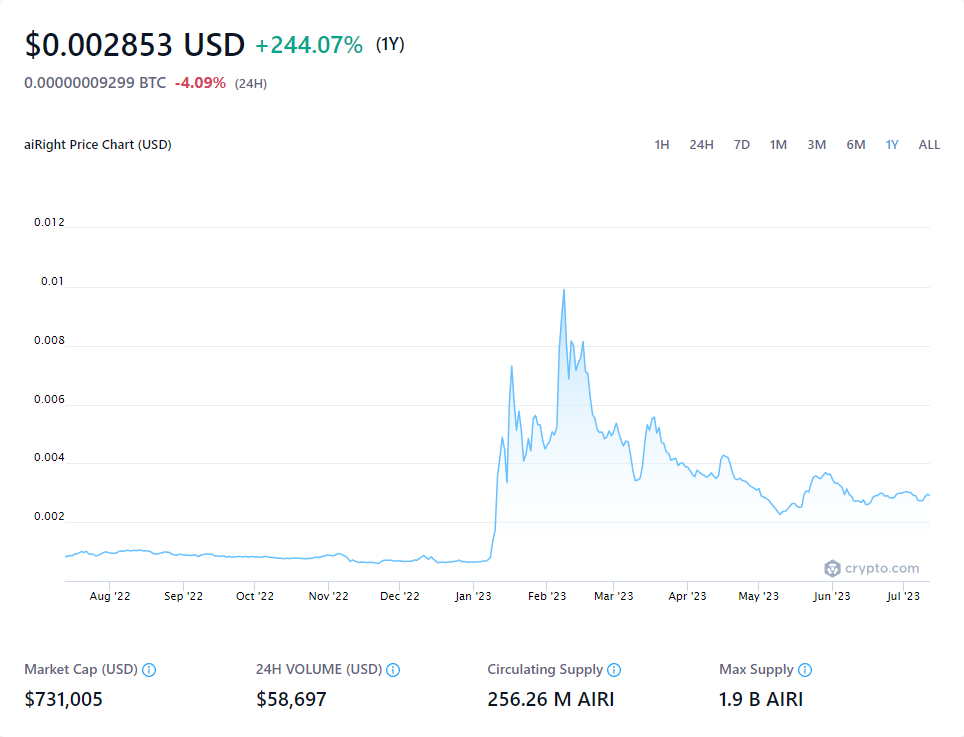 $0.002853 USD +244.07% (1Y)
0.00000009299 BTC -4.09% (24H)
aiRight Price Chart (USD) 1H 24H 7D 1M 3M 6M 1Y ALL
0.012
0.01
0.008
0.006
0.004
0.002
crypto.com
Aug '22 Sep '22 Oct '22 Nov '22 Dec '22 Jan '23 Feb '23 Mar '23 Apr '23 May '23 Jun '23 Jul '23
Market Cap (USD) 24H VOLUME (USD) Circulating Supply Max Supply
$731,005 $58,697 256.26 M AIRI 1.9 B AIRI